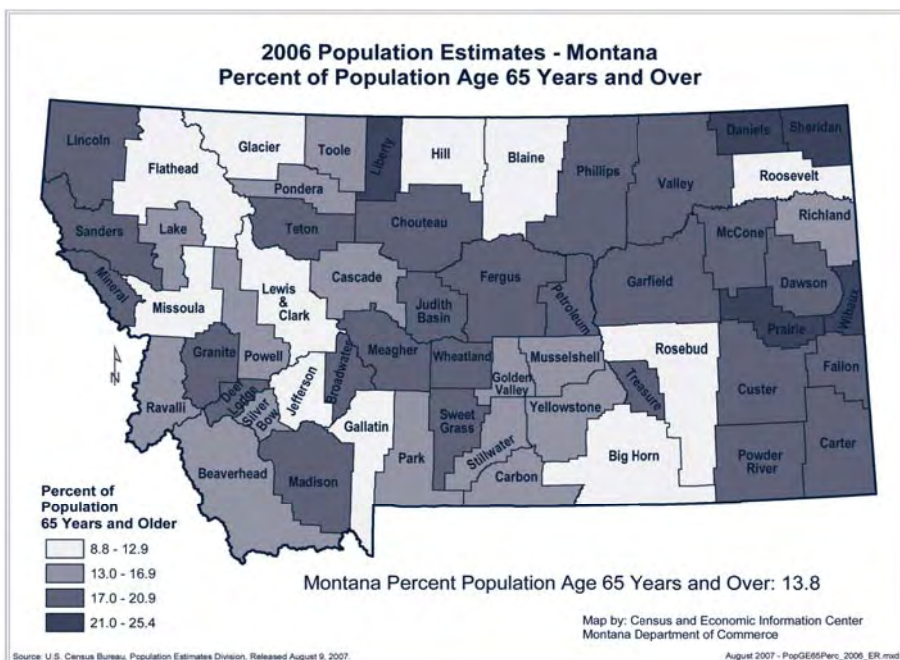 2006 Population Estimates - Montana
Percent of Population Age 65 Years and Over
Lincoln
Flathead
Glacier
Toole
Liberty
Hill
Blaine
Phillips
Valley
Daniels
Sheridan
Roosevelt
Pondera
Richland
Sanders
Lake
Teton
Chouteau
McCone
Mineral
Missoula
Lewis
&
Clark
Cascade
Judith
Basin
Fergus
Petroleum
Garfield
Dawson
Wibaux
Prairie
Granite
Powell
Meagher
Broadwater
Wheatland
Golden
Valley
Musselshell
Rosebud
Treasure
Custer
Fallon
Ravalli
Deer
Lodge
Silver
Bow
Jefferson
Gallatin
Sweet
Grass
Yellowstone
Stillwater
Park
Carbon
Big Horn
Powder
River
Carter
Beaverhead
Madison
N
Percent of
Population
65 Years and Older
8.8 - 12.9
13.0 - 16.9
17.0 - 20.9
21.0 - 25.4
Montana Percent Population Age 65 Years and Over: 13.8
Map by: Census and Economic Information Center
Montana Department of Commerce
Source: U.S. Census Bureau, Population Estimates Division, Released August 9, 2007.
August 2007 - PopGE65Perc_2006_ER.mxd